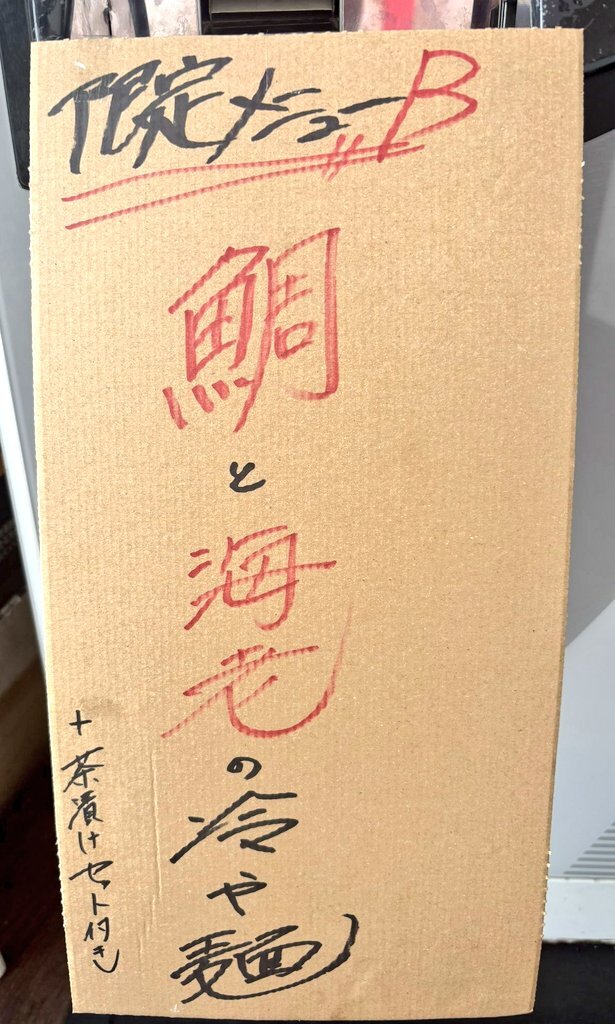 限定メニューB
鯛と海老の冷や麺
+茶漬けセット付き